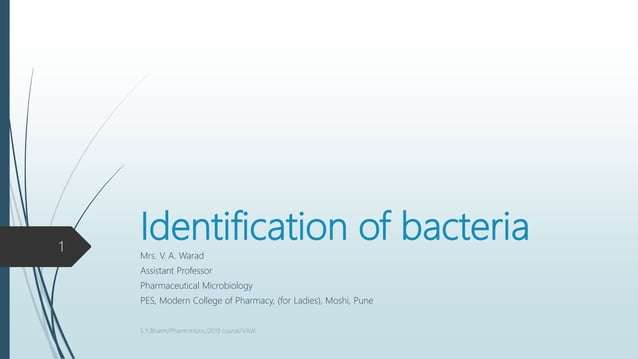 Identification of bacteria
1
Mrs. V. A. Warad
Assistant Professor
Pharmaceutical Microbiology
PES, Modern College of Pharmacy, (for Ladies), Moshi, Pune